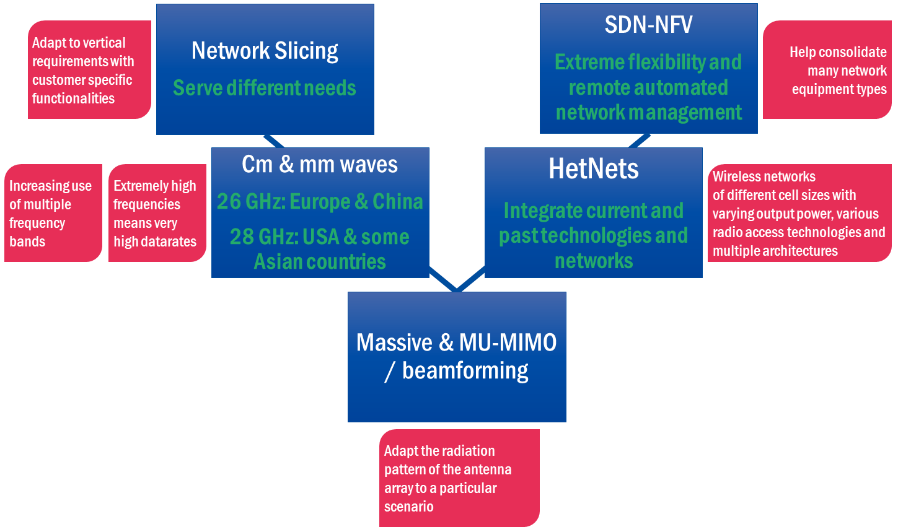 Adapt to vertical
requirements with
customer specific
functionalities
Network Slicing
Serve different needs
SDN-NFV
Extreme flexibility and
remote automated
network management
Help consolidate
many network
equipment types
Increasing use
of multiple
frequency
bands
Extremely high
frequencies
means very
high datarates
Cm & mm waves
26 GHz: Europe & China
28 GHz: USA & some
Asian countries
HetNets
Integrate current and
past technologies and
networks
Wireless networks
of different cell sizes with
varying output power, various
radio access technologies and
multiple architectures
Massive & MU-MIMO
/ beamforming
Adapt the radiation
pattern of the antenna
array to a particular
scenario